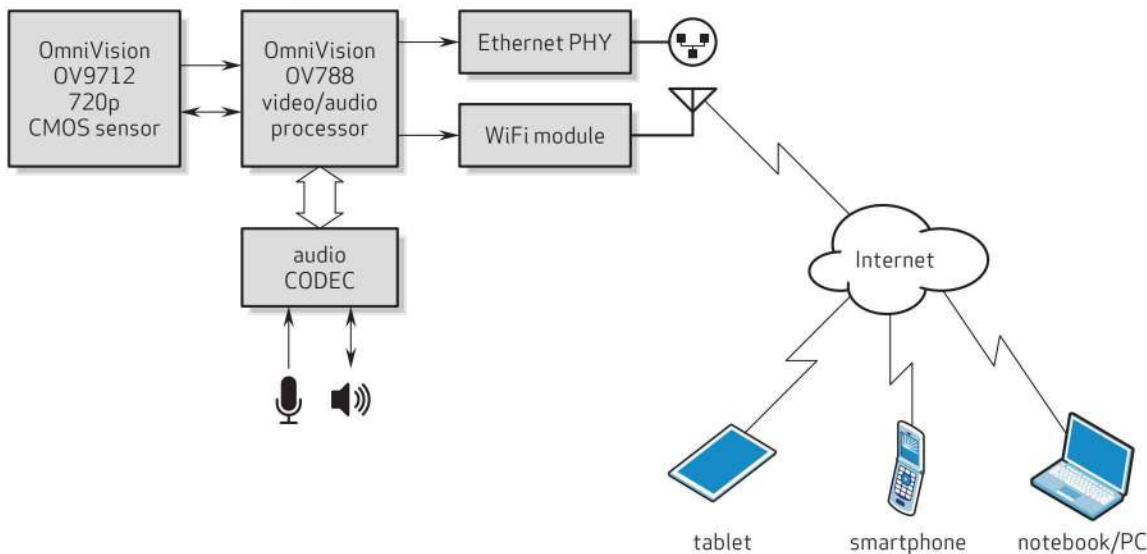 OmniVision
OV9712
720p
CMOS sensor
OmniVision
OV788
video/audio
processor
Ethernet PHY
WiFi module
audio
CODEC
Internet
tablet
smartphone
notebook/PC